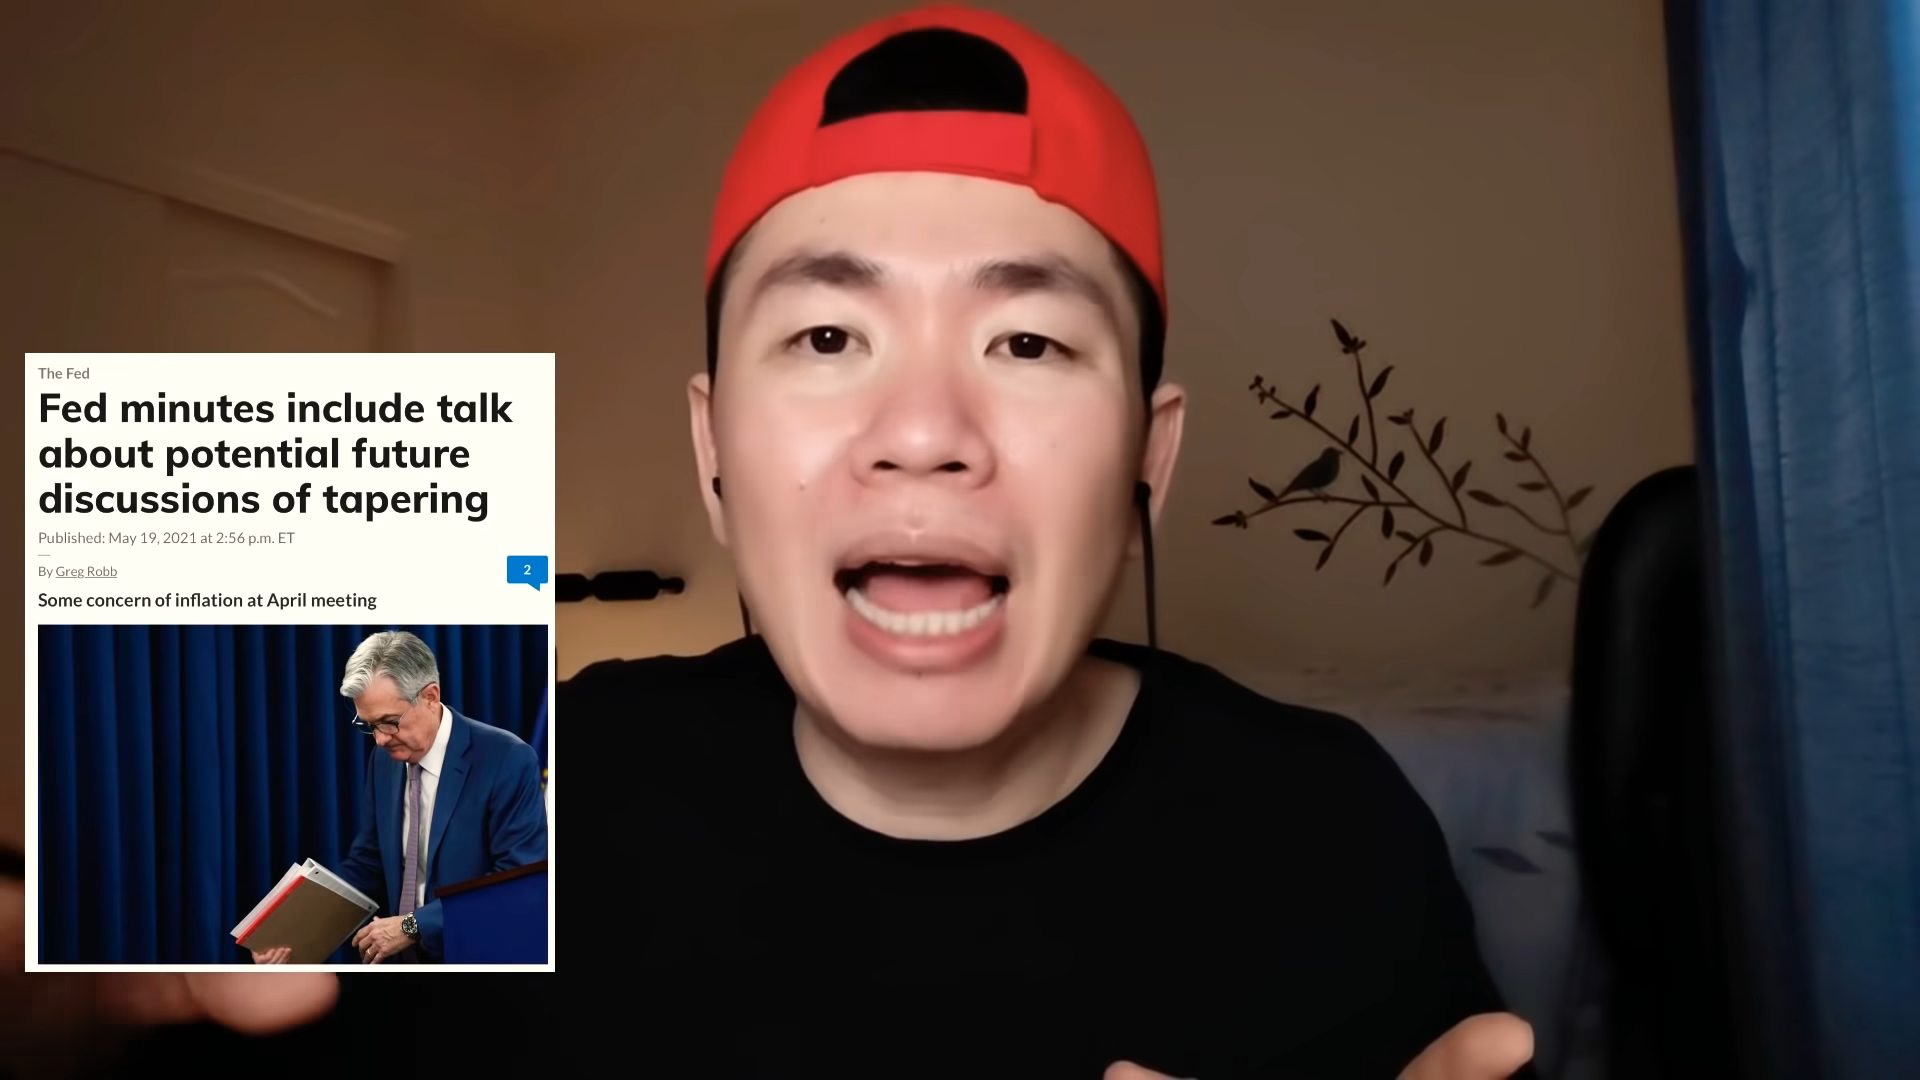 The Fed
Fed minutes include talk
about potential future
discussions of tapering
Published: May 19, 2021 at 2:56 p.m. ET
By Greg Robb
2
Some concern of inflation at April meeting